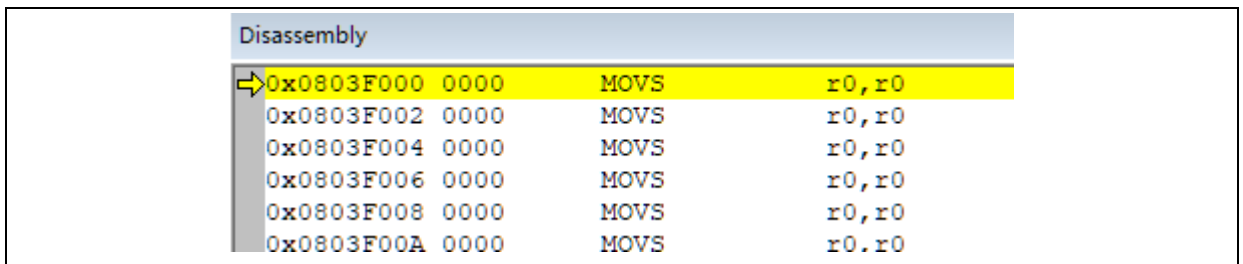 Disassembly
0x0803F000 0000 MOVS r0,r0
0x0803F002 0000 MOVS r0,r0
0x0803F004 0000 MOVS r0,r0
0x0803F006 0000 MOVS r0,r0
0x0803F008 0000 MOVS r0,r0
0x0803F00A 0000 MOVS r0,r0